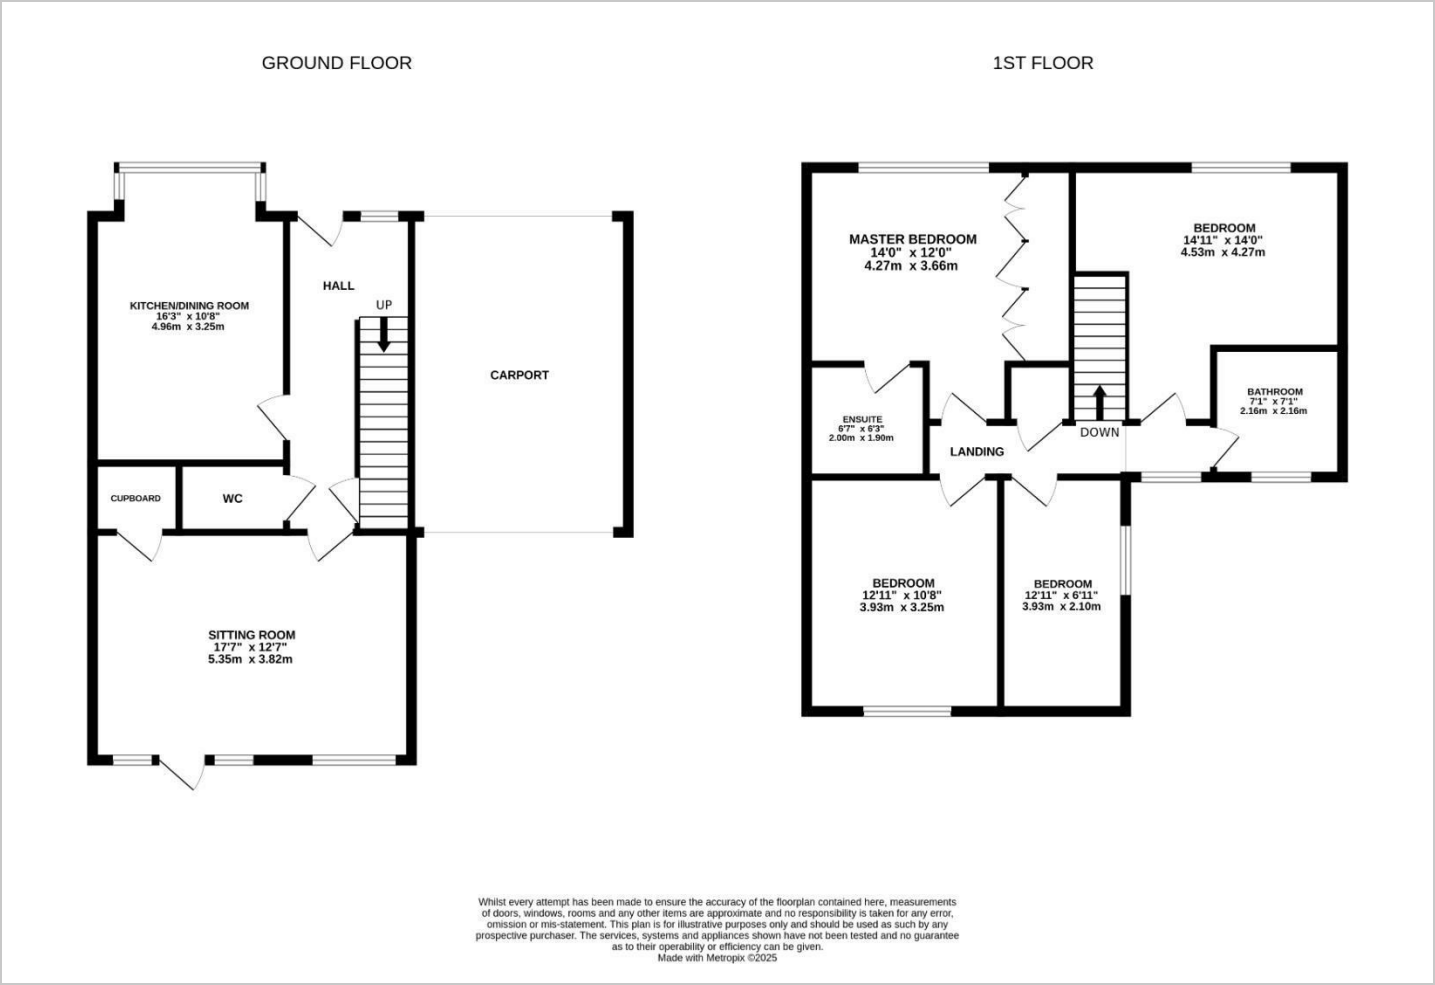 GROUND FLOOR
1ST FLOOR
KITCHEN/DINING ROOM
16'3" x 10'8"
4.96m x 3.25m
HALL
UP
CARPORT
CUPBOARD
WC
SITTING ROOM
17'7" x 12'7"
5.35m x 3.82m
MASTER BEDROOM
14'0" x 12'0"
4.27m x 3.66m
BEDROOM
14'11" x 14'0"
4.53m x 4.27m
ENSUITE
6'7" x 6'3"
2.00m x 1.90m
BATHROOM
7'1" x 7'1"
2.16m x 2.16m
DOWN
LANDING
BEDROOM
12'11" x 10'8"
3.93m x 3.25m
BEDROOM
12'11" x 6'11"
3.93m x 2.10m
Whilst every attempt has been made to ensure the accuracy of the floorplan contained here, measurements
of doors, windows, rooms and any other items are approximate and no responsibility is taken for any error,
omission or mis-statement. This plan is for illustrative purposes only and should be used as such by any
prospective purchaser. The services, systems and appliances shown have not been tested and no guarantee
as to their operability or efficiency can be given.
Made with Metropix ©2025